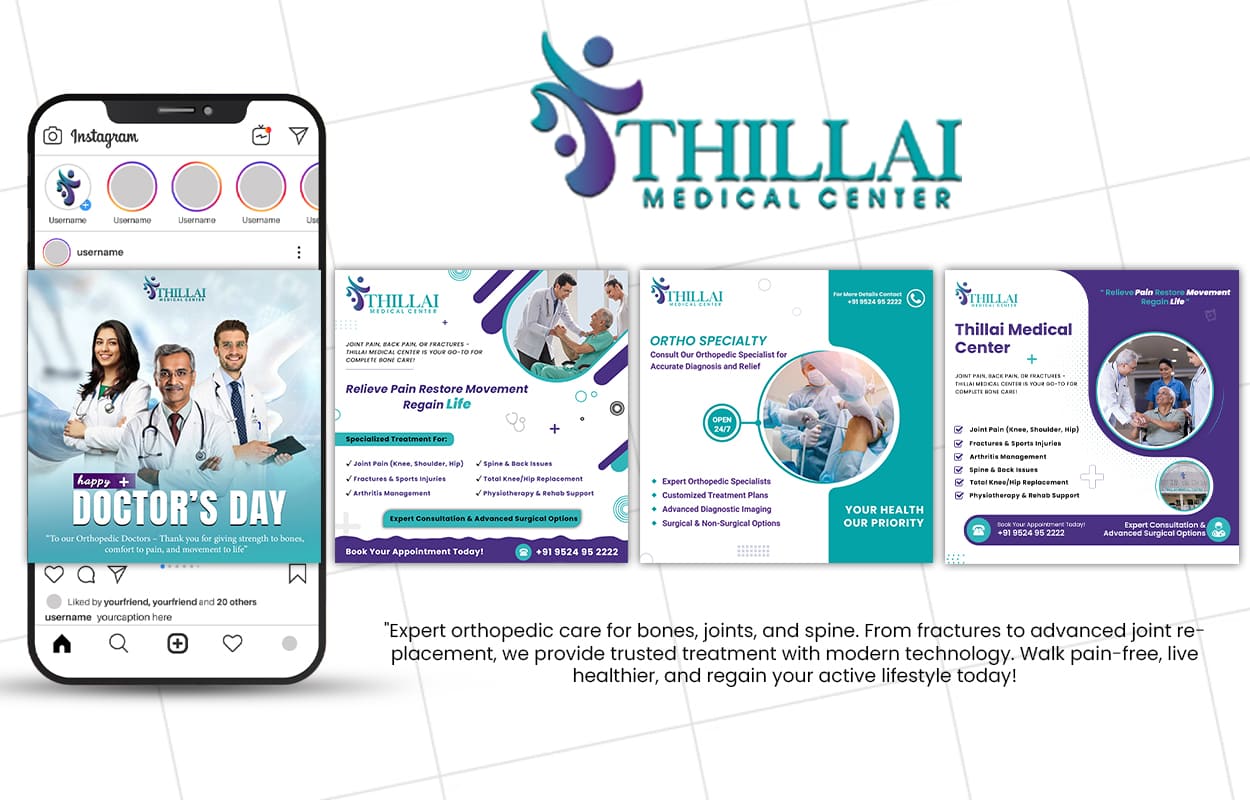 THILLAI
MEDICAL CENTER
Instagram
Username
Username
Username
Username
Use
username
THILLAI
MEDICAL CENTER
happy
DOCTOR'S DAY
"To our Orthopedic Doctors – Thank you for giving strength to bones,
comfort to pain, and movement to life"
Liked by yourfriend, yourfriend and 20 others
username yourcaption here
THILLAI
MEDICAL CENTER
JOINT PAIN, BACK PAIN, OR FRACTURES –
THILLAI MEDICAL CENTER IS YOUR GO-TO FOR
COMPLETE BONE CARE!
Relieve Pain Restore Movement
Regain Life
Specialized Treatment For:
Joint Pain (Knee, Shoulder, Hip)
Fractures & Sports Injuries
Arthritis Management
Spine & Back Issues
Total Knee/Hip Replacement
Physiotherapy & Rehab Support
Expert Consultation & Advanced Surgical Options
Book Your Appointment Today!
+91 9524 95 2222
THILLAI
MEDICAL CENTER
For More Details Contact
+91 9524 95 2222
ORTHO SPECIALTY
Consult Our Orthopedic Specialist for
Accurate Diagnosis and Relief
OPEN
24/7
Expert Orthopedic Specialists
Customized Treatment Plans
Advanced Diagnostic Imaging
Surgical & Non-Surgical Options
YOUR HEALTH
OUR PRIORITY
THILLAI
MEDICAL CENTER
" Relieve Pain Restore Movement
Regain Life "
Thillai Medical
Center
JOINT PAIN, BACK PAIN, OR FRACTURES –
THILLAI MEDICAL CENTER IS YOUR GO-TO FOR
COMPLETE BONE CARE!
Joint Pain (Knee, Shoulder, Hip)
Fractures & Sports Injuries
Arthritis Management
Spine & Back Issues
Total Knee/Hip Replacement
Physiotherapy & Rehab Support
Book Your Appointment Today!
+91 9524 95 2222
Expert Consultation &
Advanced Surgical Options
"Expert orthopedic care for bones, joints, and spine. From fractures to advanced joint re-
placement, we provide trusted treatment with modern technology. Walk pain-free, live
healthier, and regain your active lifestyle today!